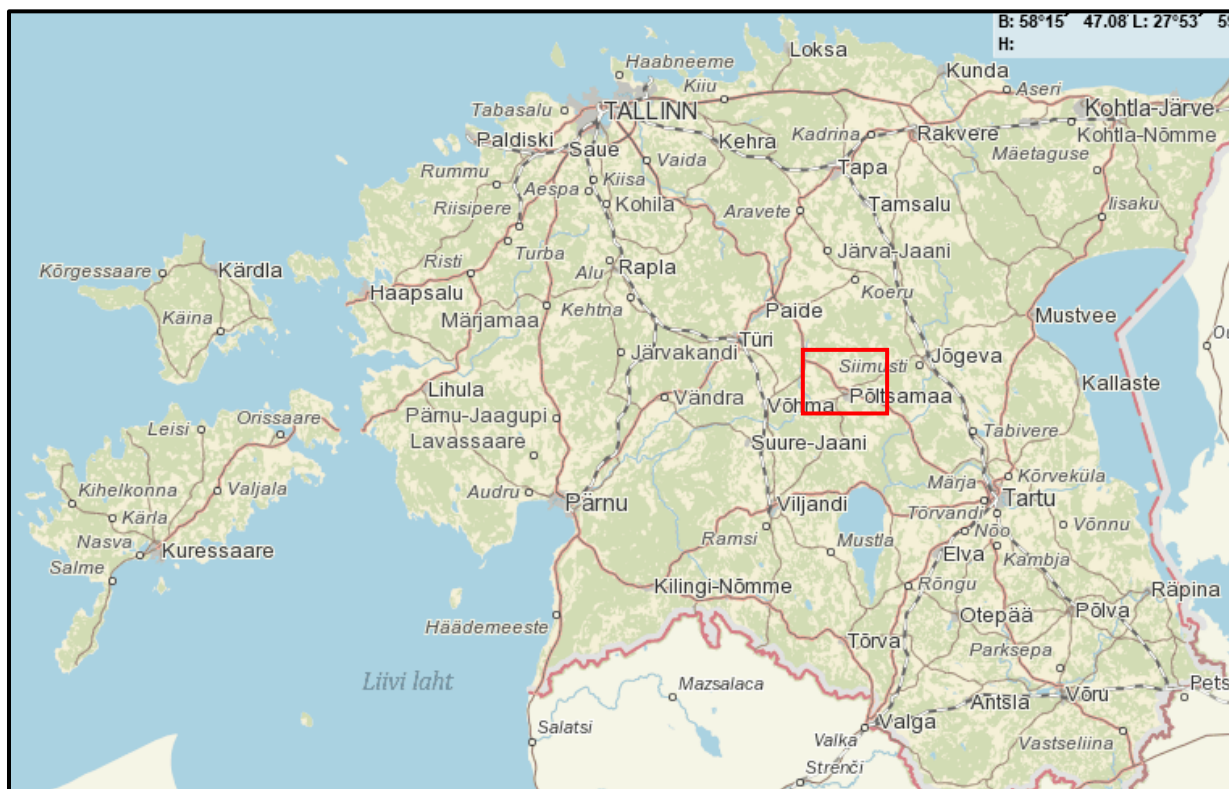 B: 58°15´ 47.08 L: 27°53´
H:
Loksa
Haabneeme
Kunda
Kiiu
Aseri
Tabasalu
TALLINN
Kohtla-Järve
Paldiski
Kehra
Kadrina
Rakvere
Kohtla-Nõmme
Saue
Vaida
Mäetaguse
Rummu
Kiisa
Tapa
Aespa
Kohila
Tamsalu
Riisipere
Aravete
Iisaku
Turba
Järva-Jaani
Kõrgessaare
Kärdla
Risti
Alu
Rapla
Haapsalu
Koeru
Käina
Märjamaa
Kehtna
Paide
Mustvee
Türi
Järvakandi
Siimusti
Jõgeva
Lihula
Kallaste
Vändra
Võhma
Põltsamaa
Leisi
Orissaare
Pärnu-Jaagupi
Lavassaare
Suure-Jaani
Tabivere
Kihelkonna
Valjala
Audru
Pärnu
Kõrveküla
Märja
Tartu
Kärla
Viljandi
Tõrvandi
Nasva
Kuressaare
Ramsi
Mustla
Nõo
Võnnu
Salme
Elva
Kambja
Kilingi-Nõmme
Rõngu
Räpina
Häädemeeste
Otepää
Põlva
Tõrva
Parksepa
Liivi laht
Mazsalaca
Antsla
Võru
Pets
Salatsi
Valga
Valka
Vastseliina
Strenči